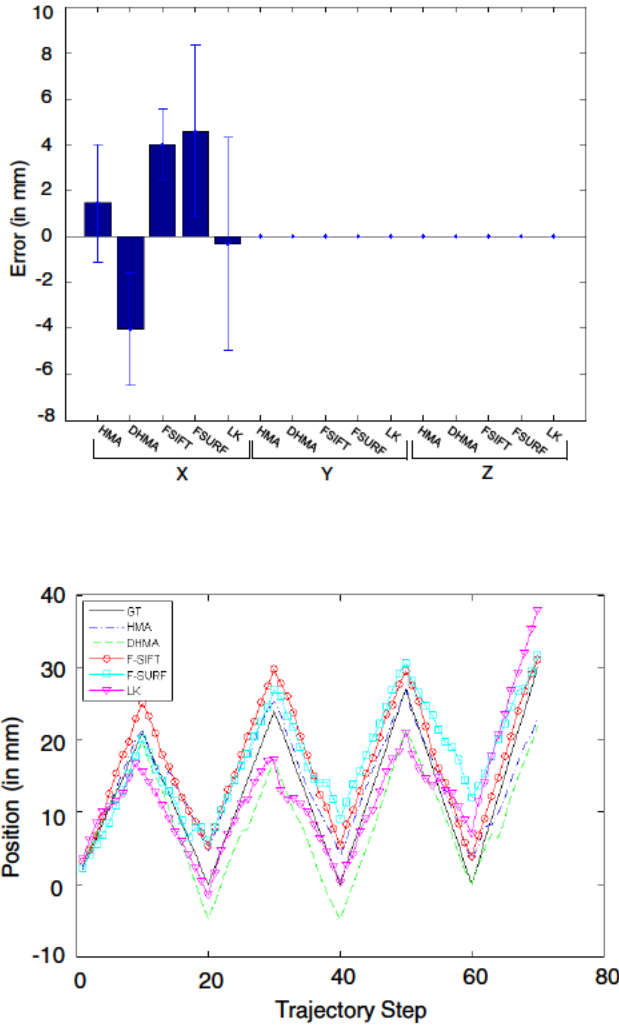 10
8
6
4
2
0
-2
-4
-6
-8
Error (in mm)
HMA DHMA FSIFT FSURF LK HMA DHMA FSIFT FSURF LK HMA DHMA FSIFT FSURF LK
X Y Z
40
30
20
10
0
-10
Position (in mm)
GT
HMA
DHMA
F-SIFT
F-SURF
LK
0 20 40 60 80
Trajectory Step